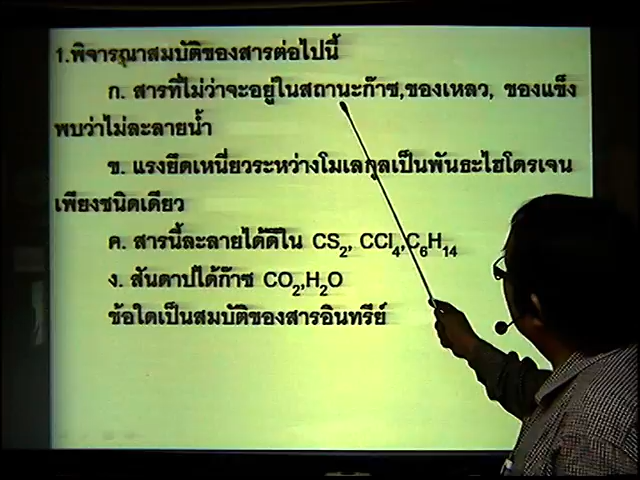 1.พิจารณาสมบัติของสารต่อไปนี้
ก. สารที่ไม่ว่าจะอยู่ในสถานะก๊าซ,ของเหลว, ของแข็ง
พบว่าไม่ละลายน้ำ
ข. แรงยึดเหนี่ยวระหว่างโมเลกุลเป็นพันธะไฮโดรเจน
เพียงชนิดเดียว
ค. สารนี้ละลายได้ดีใน CS2, CCl4,C6H14
ง. สันดาปได้ก๊าซ CO2,H2O
ข้อใดเป็นสมบัติของสารอินทรีย์